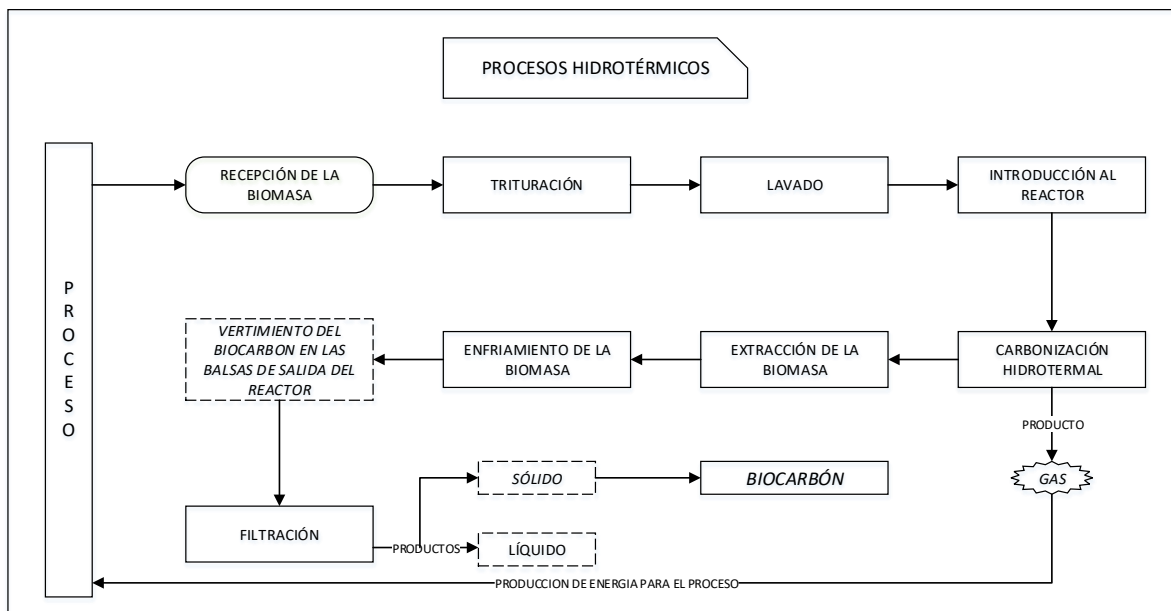 PROCESOS HIDROTÉRMICOS
RECEPCIÓN DE LA
BIOMASA
TRITURACIÓN
LAVADO
INTRODUCCIÓN AL
REACTOR
PROCESO
VERTIMIENTO DEL
BIOCARBON EN LAS
BALSAS DE SALIDA DEL
REACTOR
ENFRIAMIENTO DE LA
BIOMASA
EXTRACCIÓN DE LA
BIOMASA
CARBONIZACIÓN
HIDROTERMAL
PRODUCTO
GAS
SÓLIDO
BIOCARBÓN
FILTRACIÓN
PRODUCTOS
LÍQUIDO
PRODUCCION DE ENERGIA PARA EL PROCESO